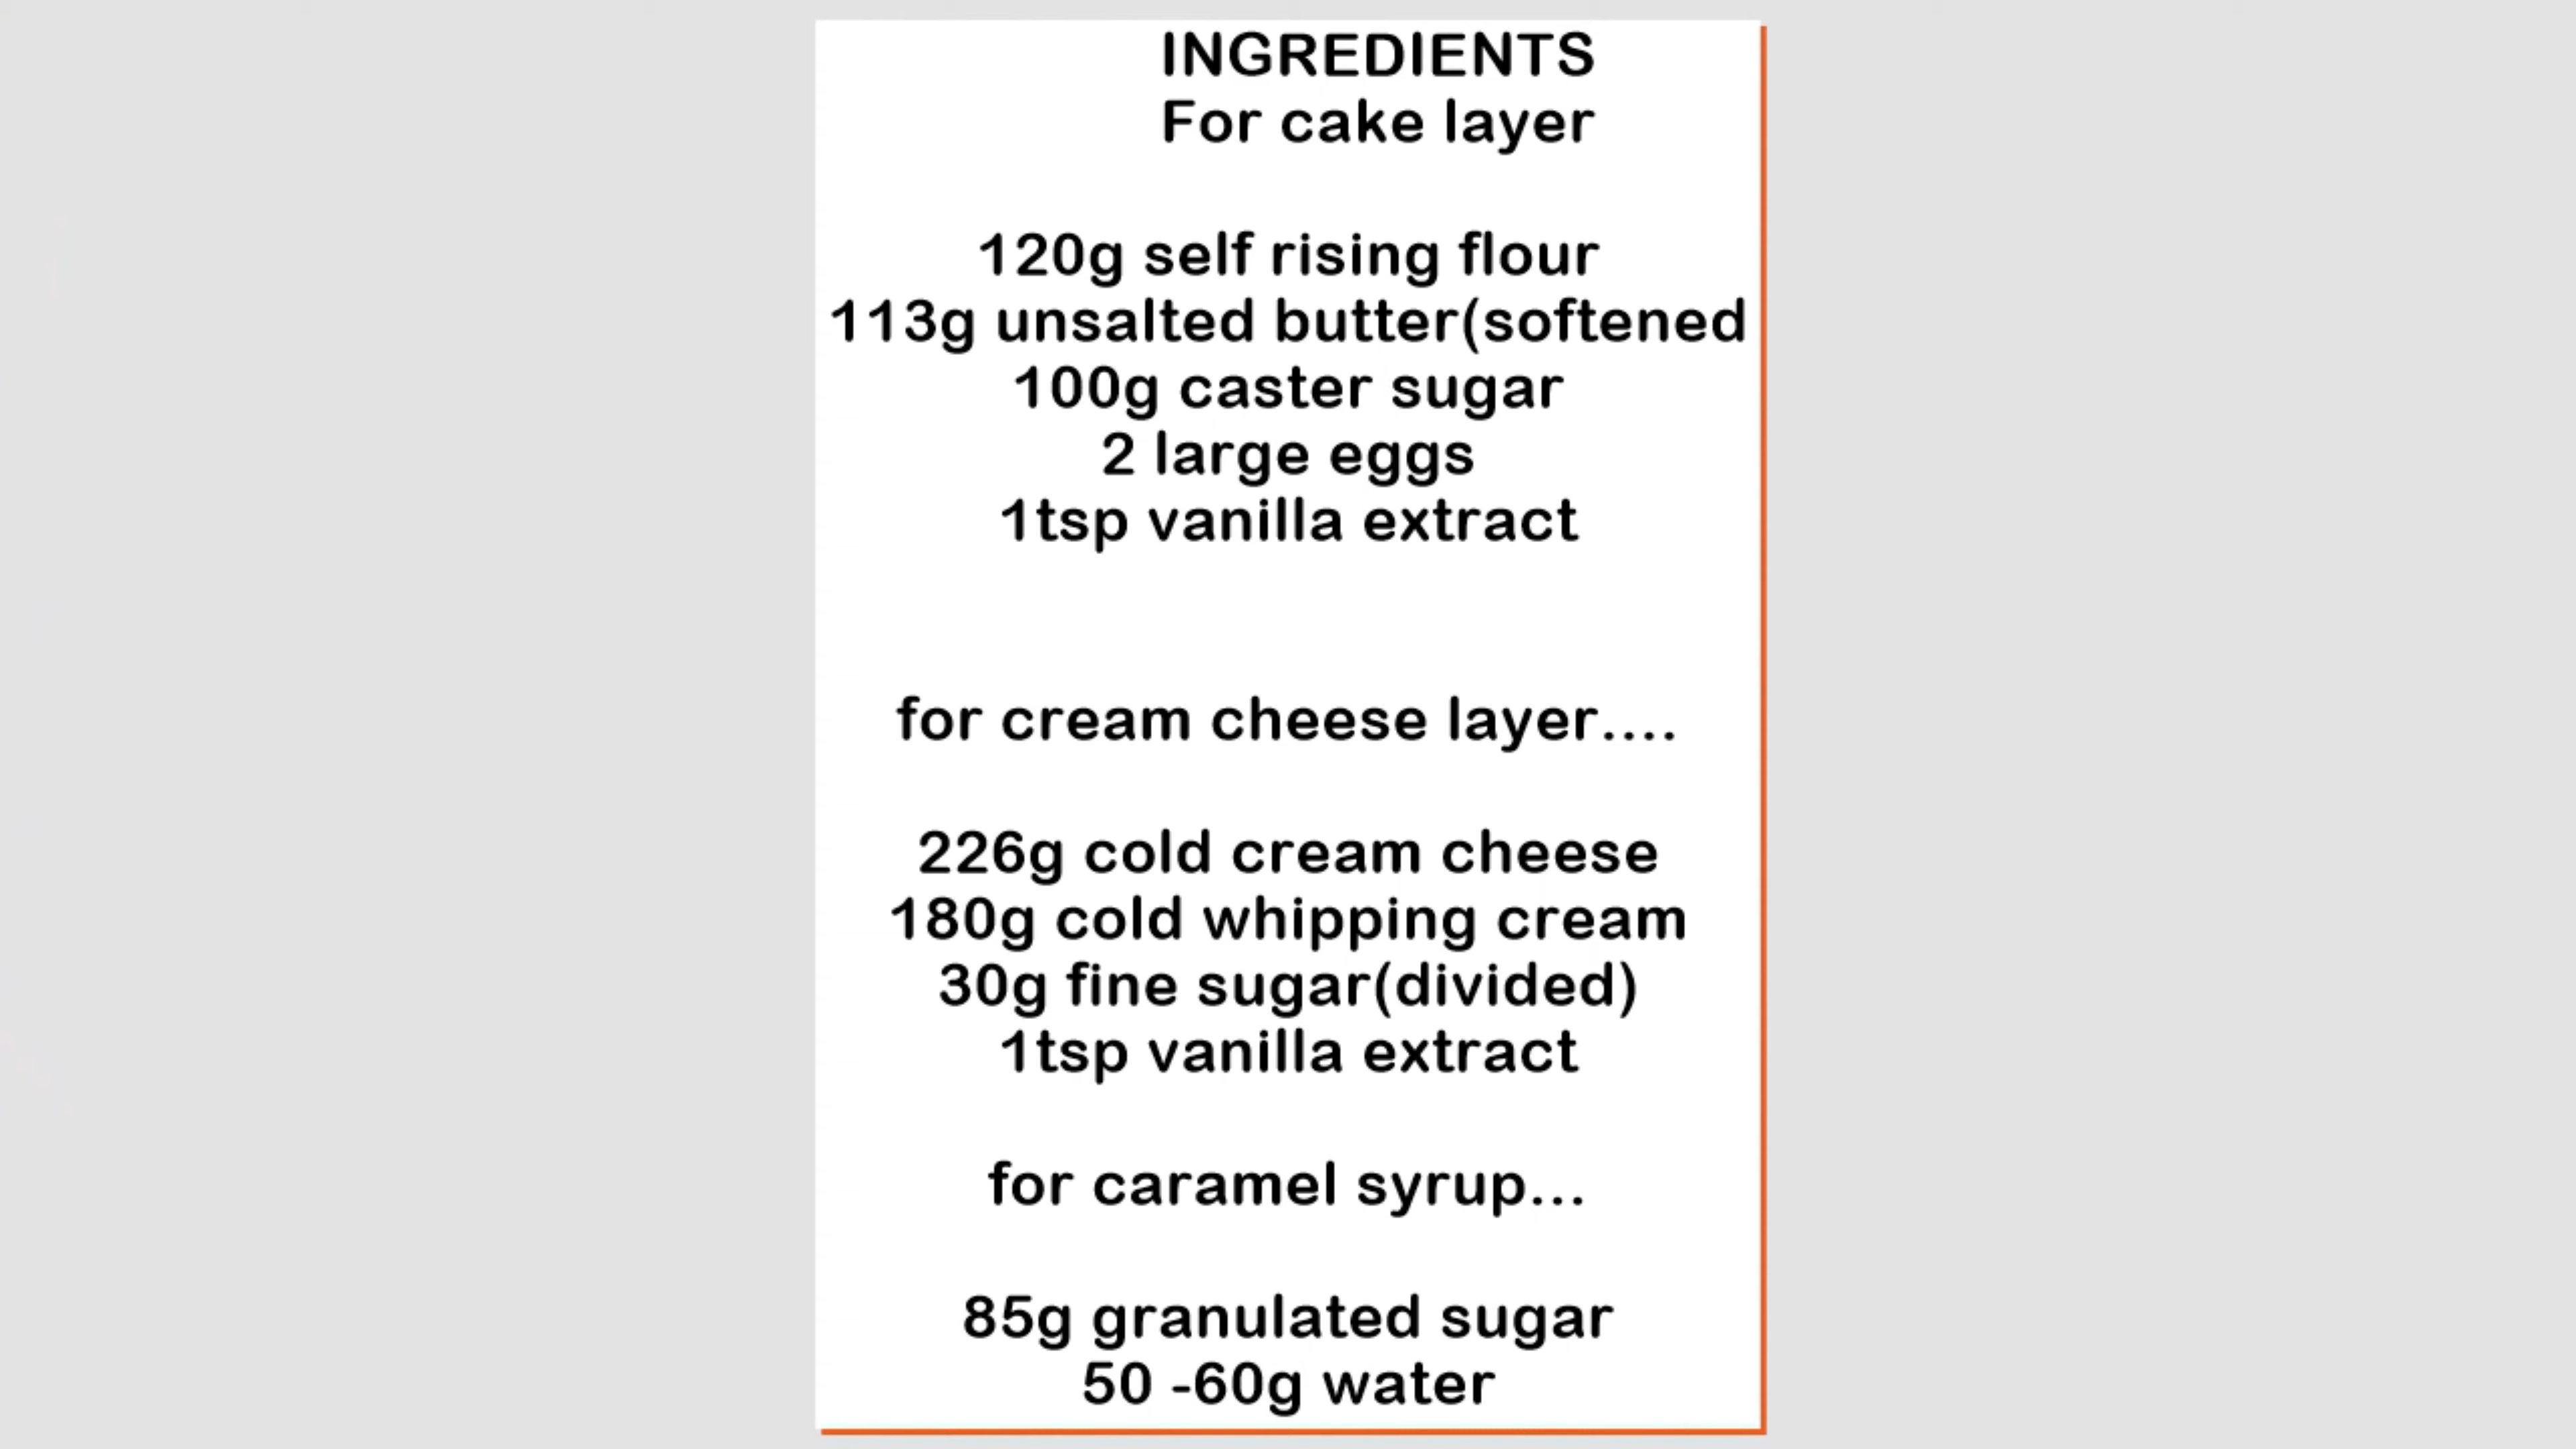 INGREDIENTS
For cake layer
120g self rising flour
113g unsalted butter(softened
100g caster sugar
2 large eggs
1tsp vanilla extract
for cream cheese layer....
226g cold cream cheese
180g cold whipping cream
30g fine sugar(divided)
1tsp vanilla extract
for caramel syrup...
85g granulated sugar
50 -60g water